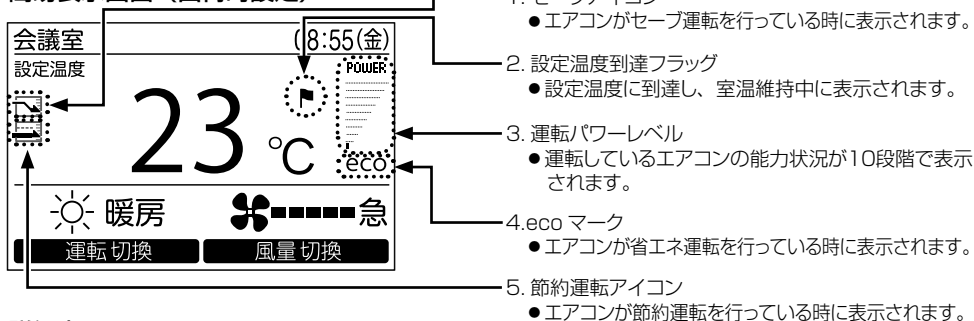 会議室
8:55(金)
設定温度
POWER
23
℃
eco
暖房
急
運転切換
風量切換
●エアコンがセーブ運転を行っている時に表示されます。
2. 設定温度到達フラッグ
●設定温度に到達し、室温維持中に表示されます。
3. 運転パワーレベル
●運転しているエアコンの能力状況が10段階で表示
されます。
4.eco マーク
●エアコンが省エネ運転を行っている時に表示されます。
5. 節約運転アイコン
●エアコンが節約運転を行っている時に表示されます。